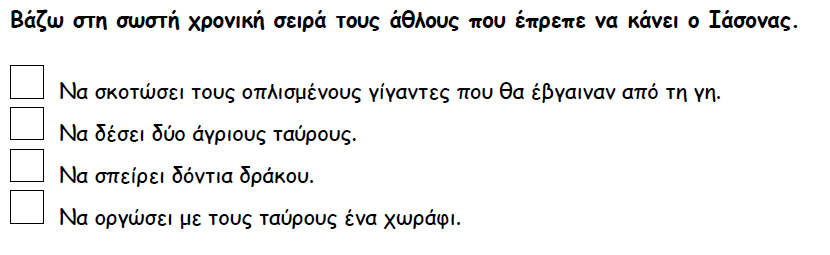 Βάζω στη σωστή χρονική σειρά τους άθλους που έπρεπε να κάνει ο Ιάσονας.
Να σκοτώσει τους οπλισμένους γίγαντες που θα έβγαιναν από τη γη.
Να δέσει δύο άγριους ταύρους.
Να σπείρει δόντια δράκου.
Να οργώσει με τους ταύρους ένα χωράφι.